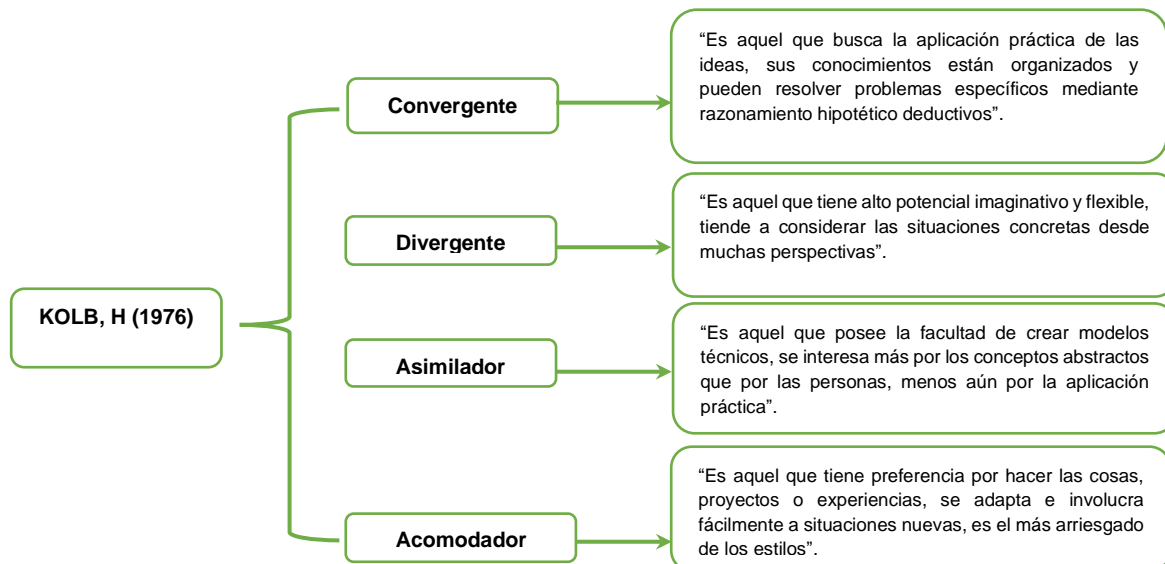 “Es aquel que busca la aplicación práctica de las
ideas, sus conocimientos están organizados y
pueden resolver problemas específicos mediante
razonamiento hipotético deductivos”.
Convergente
“Es aquel que tiene alto potencial imaginativo y flexible,
tiende a considerar las situaciones concretas desde
muchas perspectivas”.
Divergente
KOLB, H (1976)
“Es aquel que posee la facultad de crear modelos
técnicos, se interesa más por los conceptos abstractos
que por las personas, menos aún por la aplicación
práctica”.
Asimilador
“Es aquel que tiene preferencia por hacer las cosas,
proyectos o experiencias, se adapta e involucra
fácilmente a situaciones nuevas, es el más arriesgado
de los estilos”.
Acomodador